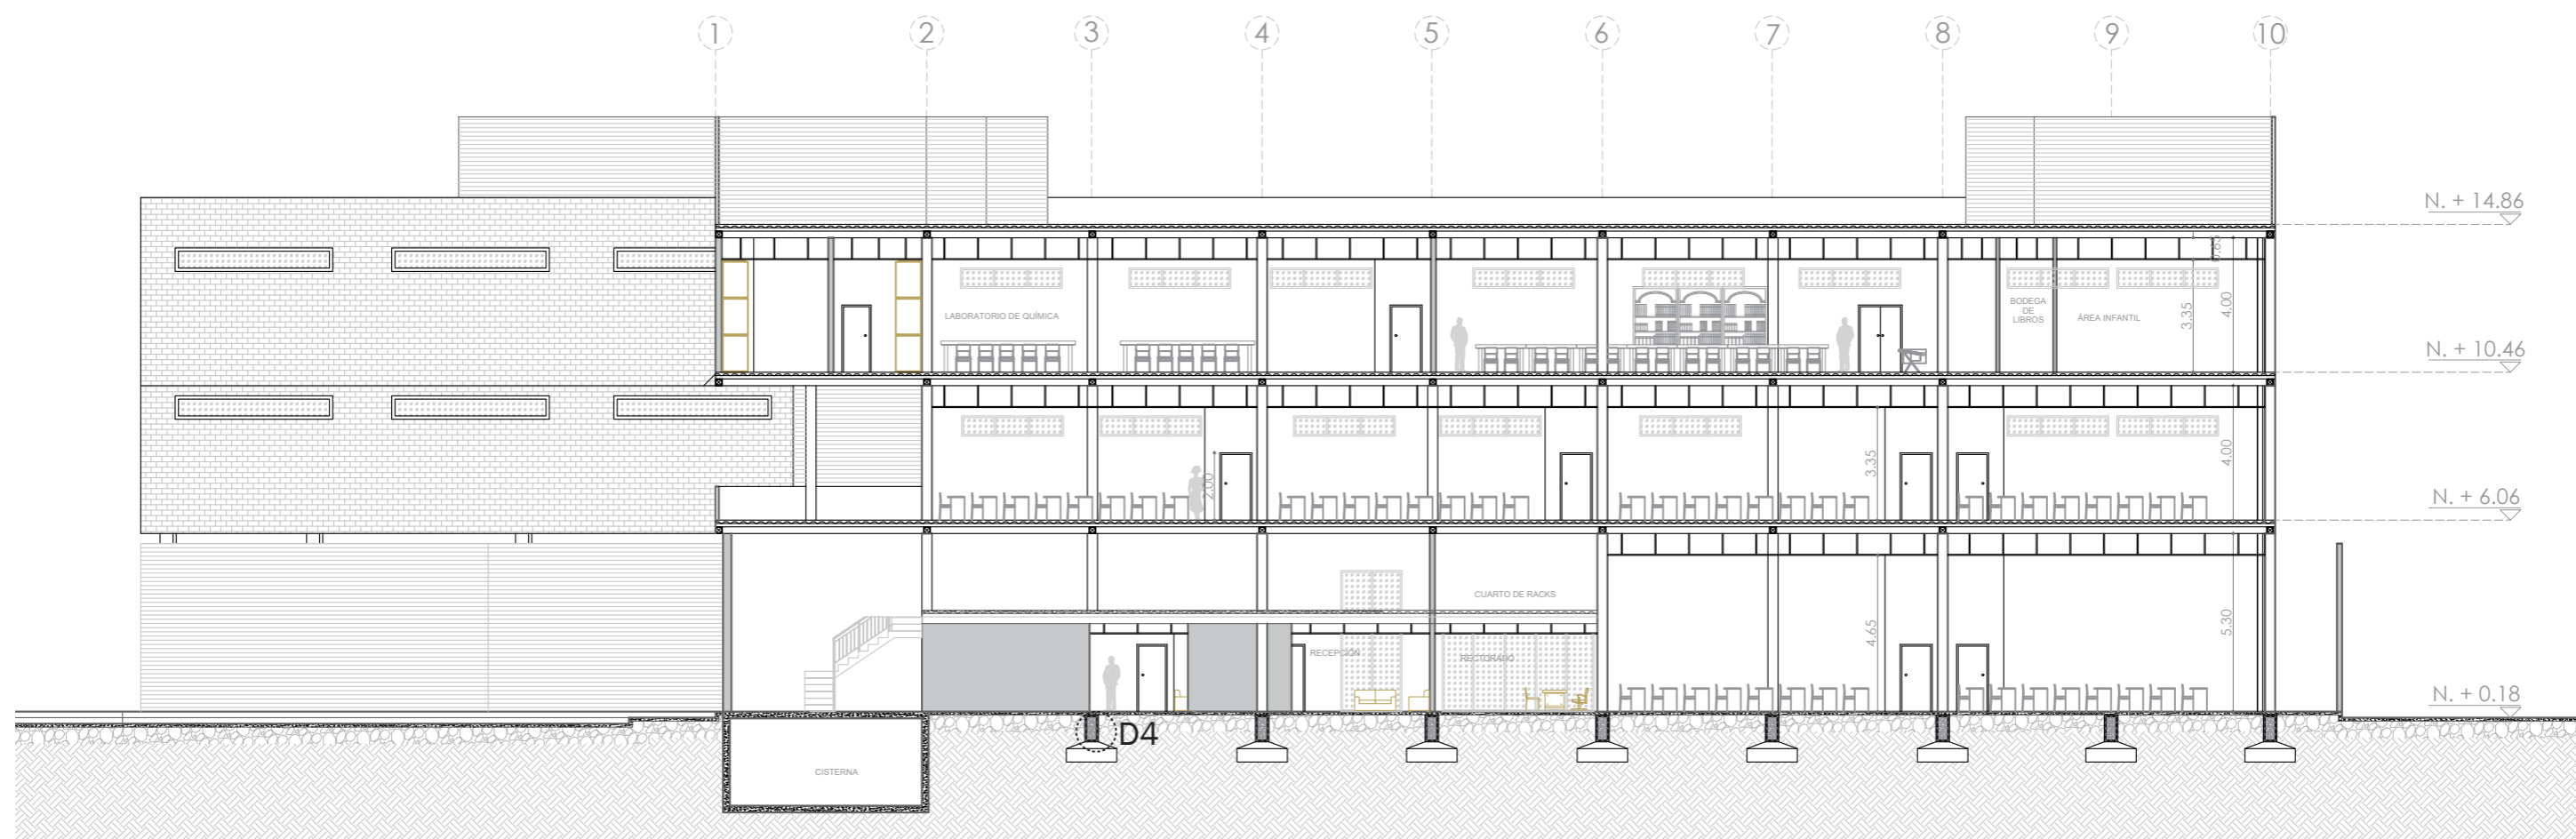 1 2 3 4 5 6 7 8 9 10
N. + 14.86
0.65
LABORATORIO DE QUÍMICA
BODEGA
DE
LIBROS
ÁREA INFANTIL
3.35
4.00
N. + 10.46
2.00
3.35
4.00
N. + 6.06
CUARTO DE RACKS
RECEPCIÓN
RECTORADO
4.65
5.30
N. + 0.18
D4
CISTERNA